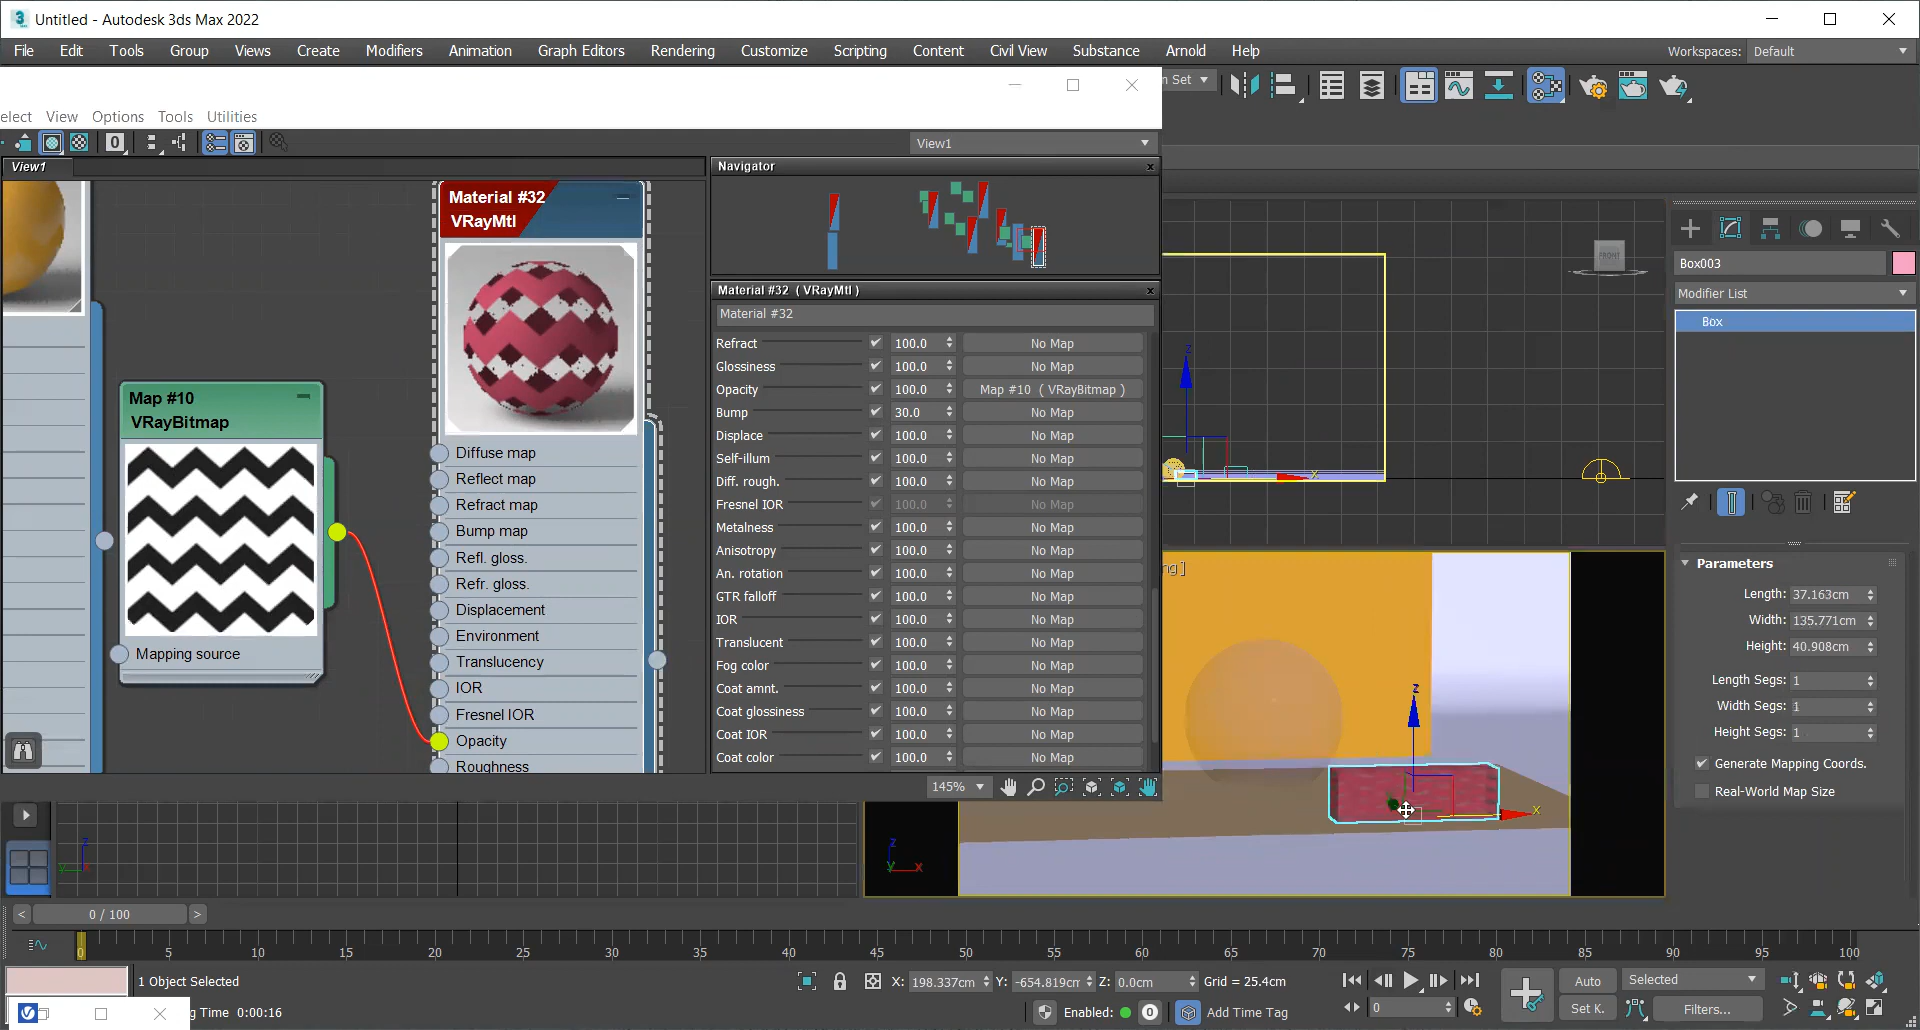 Untitled - Autodesk 3ds Max 2022
File Edit Tools Group Views Create Modifiers Animation Graph Editors Rendering Customize Scripting Content Civil View Substance Arnold Help
Workspaces: Default
n Set
elect View Options Tools Utilities
0
View1
View1
Navigator
Material #32
VRayMtl
Map #10
VRayBitmap
Mapping source
Diffuse map
Reflect map
Refract map
Bump map
Refl. gloss.
Refr. gloss.
Displacement
Environment
Translucency
IOR
Fresnel IOR
Opacity
Roughness
Material #32 ( VRayMtl )
Material #32
Refract 100.0 No Map
Glossiness 100.0 No Map
Opacity 100.0 Map #10 ( VRayBitmap )
Bump 30.0 No Map
Displace 100.0 No Map
Self-illum 100.0 No Map
Diff. rough. 100.0 No Map
Fresnel IOR 100.0 No Map
Metalness 100.0 No Map
Anisotropy 100.0 No Map
An. rotation 100.0 No Map
GTR falloff 100.0 No Map
IOR 100.0 No Map
Translucent 100.0 No Map
Fog color 100.0 No Map
Coat amnt. 100.0 No Map
Coat glossiness 100.0 No Map
Coat IOR 100.0 No Map
Coat color 100.0 No Map
145%
z
x
FRONT
ng ]
z
x
z
y x
z
y x
Box003
Modifier List
Box
Parameters
Length: 37.163cm
Width: 135.771cm
Height: 40.908cm
Length Segs: 1
Width Segs: 1
Height Segs: 1
Generate Mapping Coords.
Real-World Map Size
< 0 / 100 >
0 5 10 15 20 25 30 35 40 45 50 55 60 65 70 75 80 85 90 95 100
1 Object Selected
X: 198.337cm Y: -654.819cm Z: 0.0cm Grid = 25.4cm
Auto Selected
g Time 0:00:16
Enabled: 0 Add Time Tag
0
Set K. Filters...